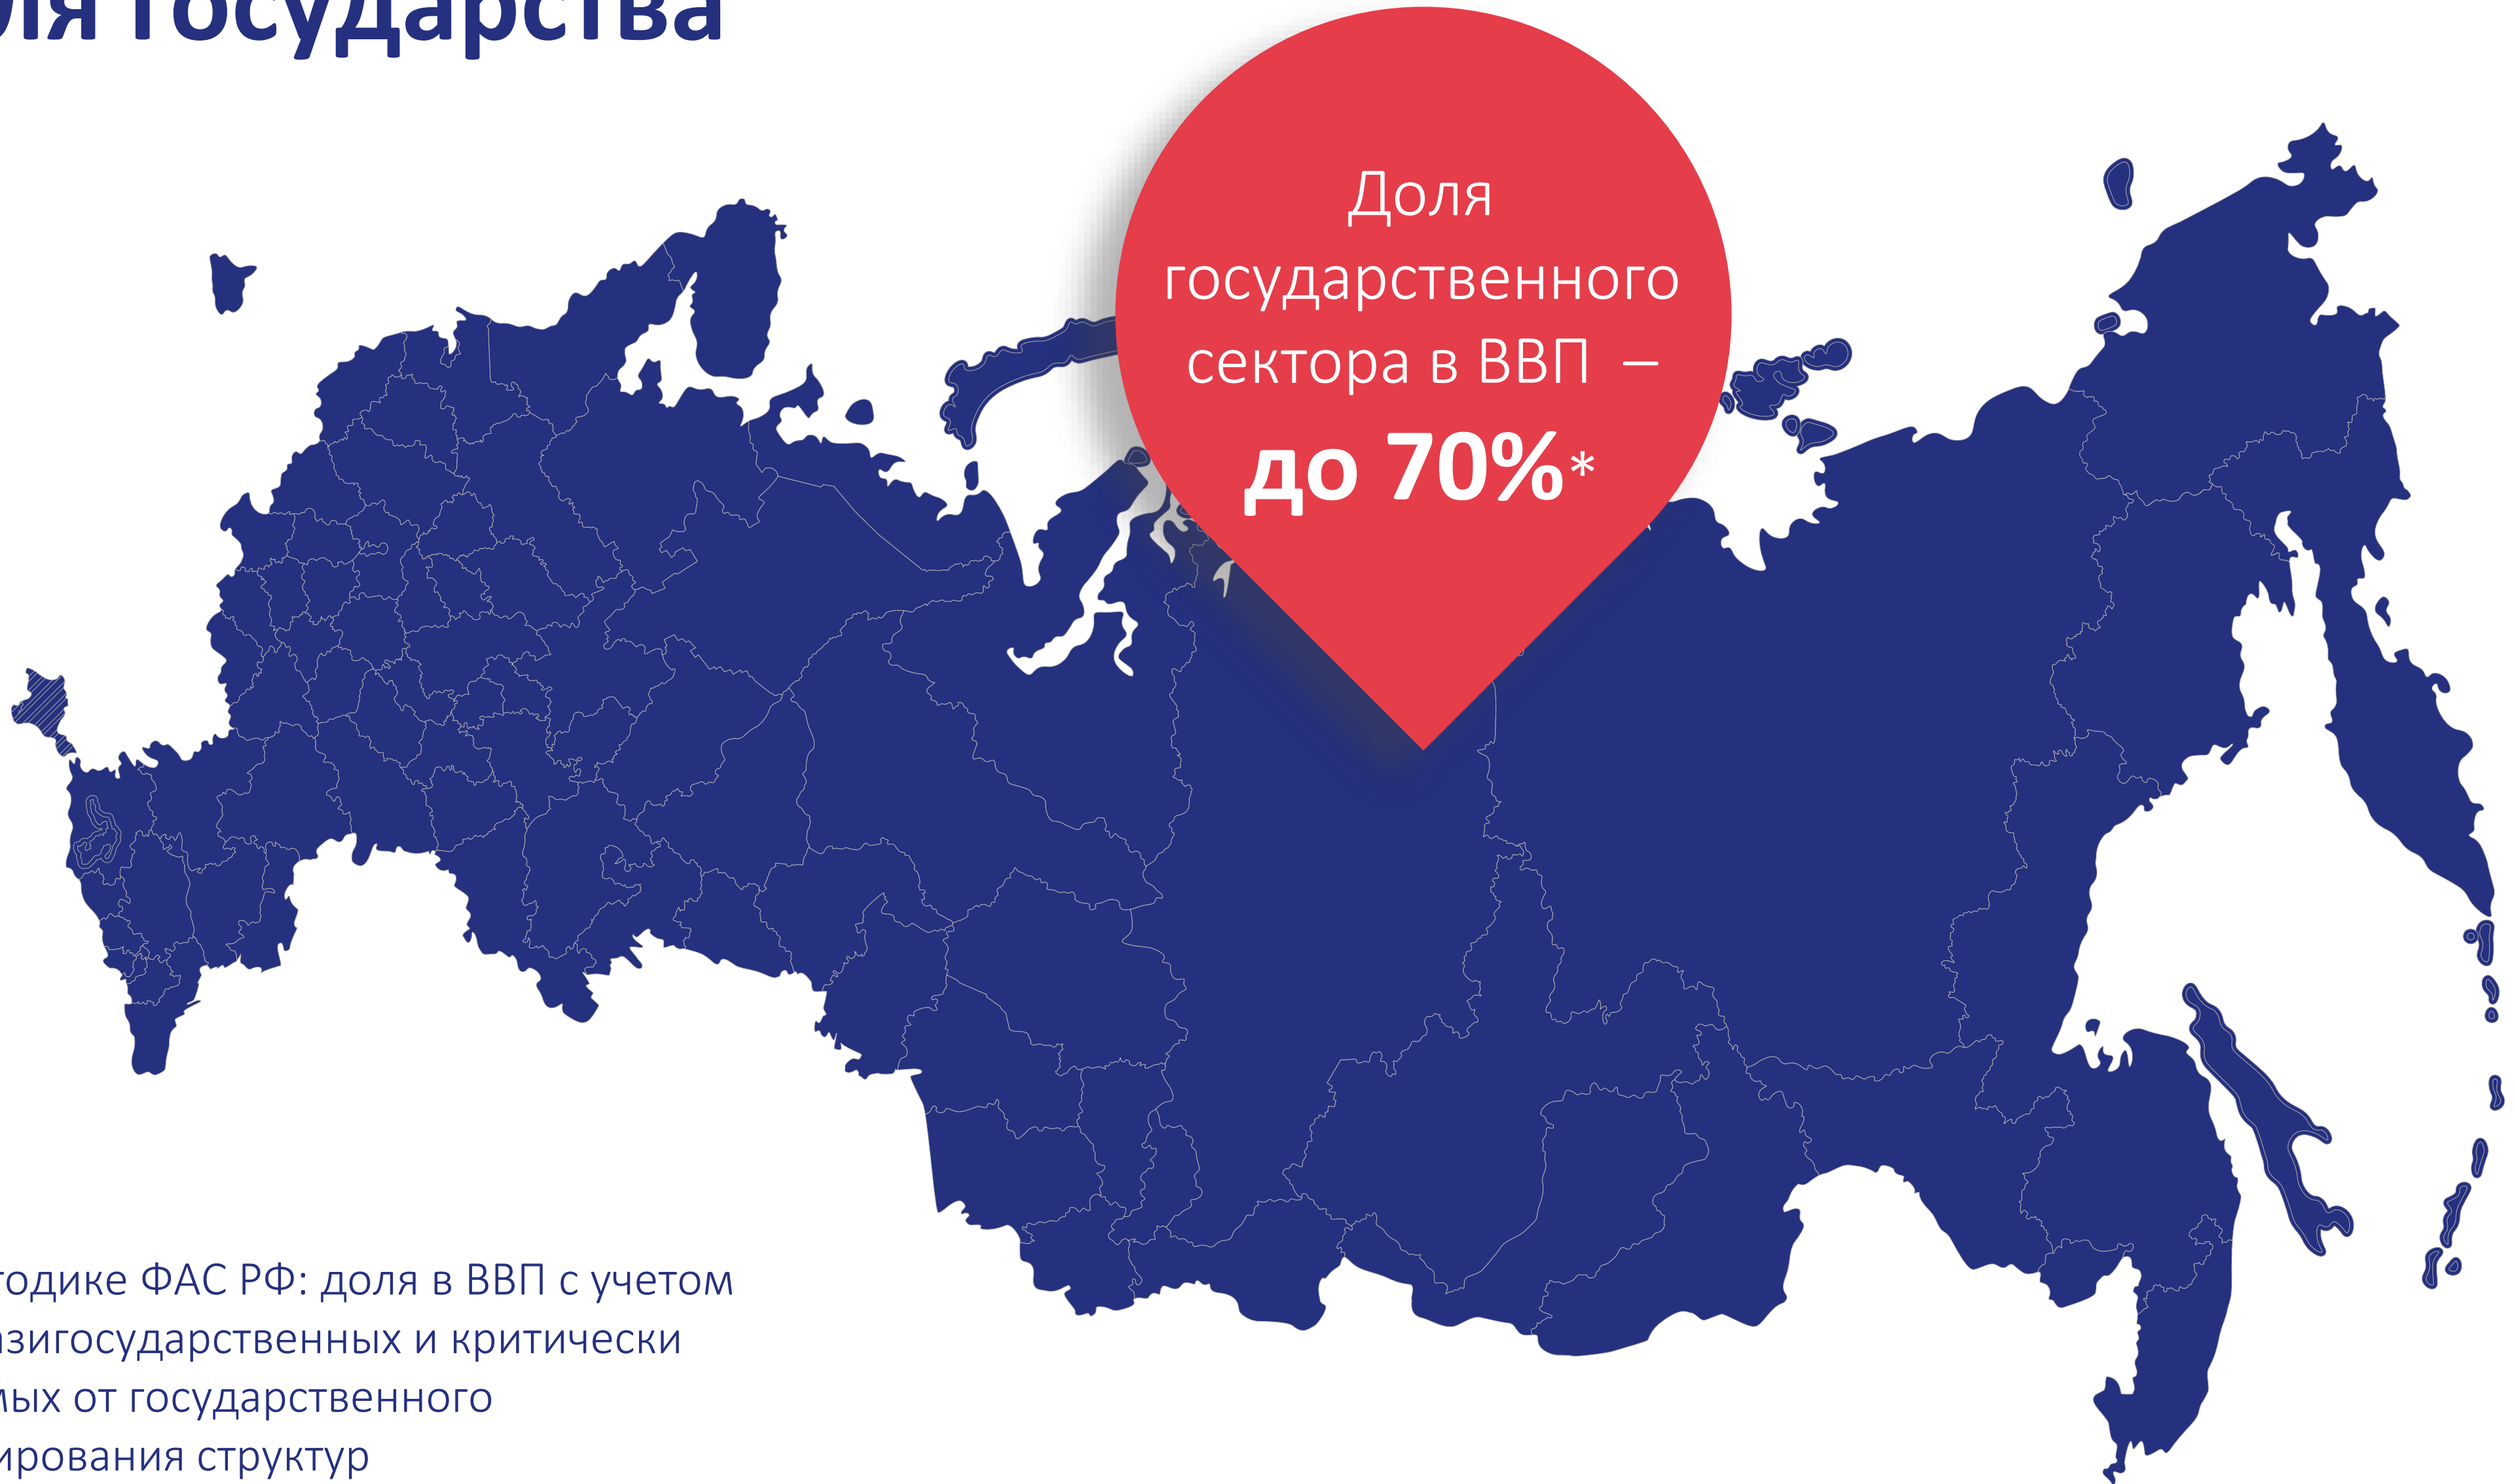 ля государства
Доля
государственного
сектора в ВВП –
до 70%*
тодике ФАС РФ: доля в ВВП с учетом
азигосударственных и критически
мых от государственного
ирования структур